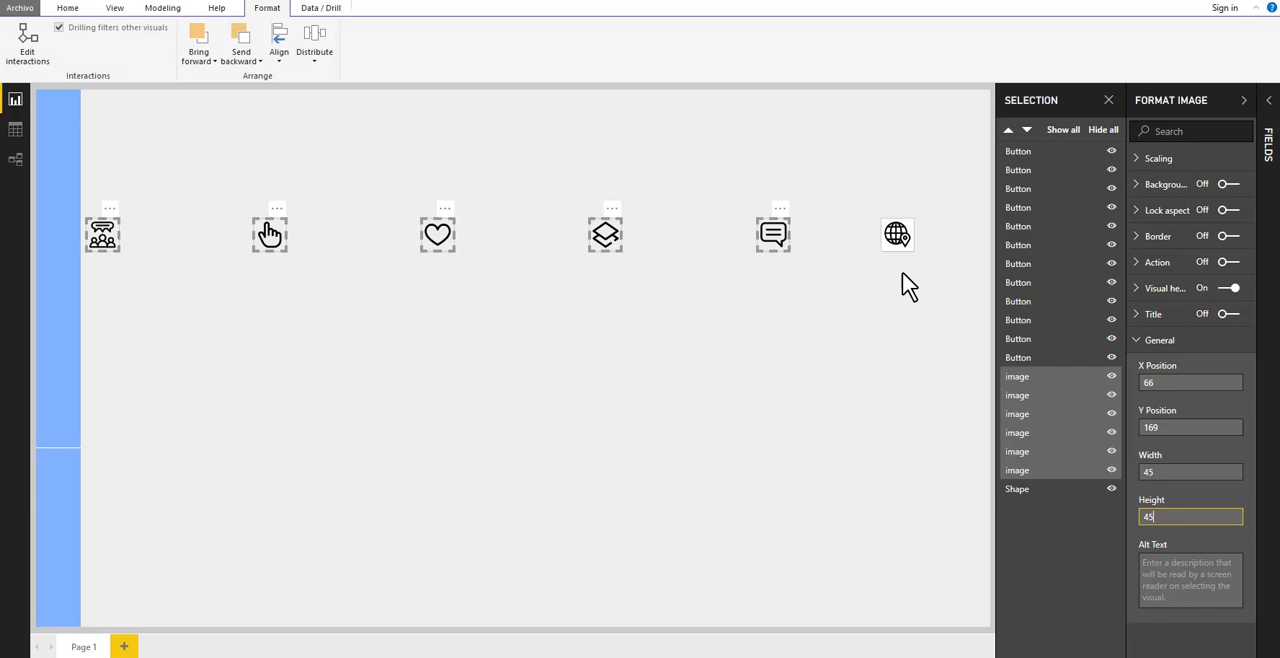 Archivo Home View Modeling Help Format Data / Drill Sign in ?
Drilling filters other visuals
Edit interactions
Bring forward
Send backward
Align
Distribute
Interactions Arrange
SELECTION
Show all Hide all
Button
Button
Button
Button
Button
Button
Button
Button
Button
Button
Button
Button
image
image
image
image
image
image
Shape
FORMAT IMAGE
Search
Scaling
Backgrou... Off
Lock aspect Off
Border Off
Action Off
Visual he... On
Title Off
General
X Position
66
Y Position
169
Width
45
Height
45
Alt Text
Enter a description that
will be read by a screen
reader on selecting the
visual.
FIELDS
Page 1 +